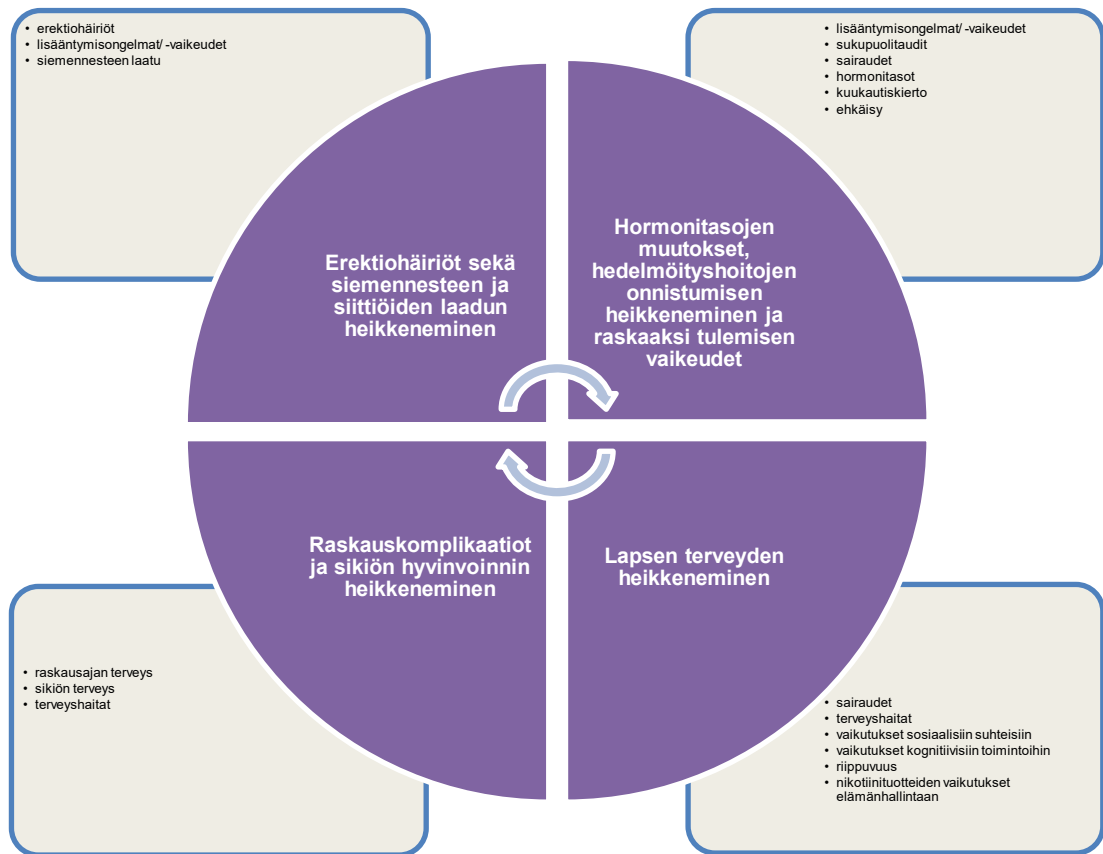 • erektiohäiriöt
• lisääntymisongelmat/ -vaikeudet
• siemennesteen laatu
• lisääntymisongelmat/ -vaikeudet
• sukupuolitaudit
• sairaudet
• hormonitasot
• kuukautiskierto
• ehkäisy
Erektiohäiriöt sekä
siemennesteen ja
siittiöiden laadun
heikkeneminen
Hormonitasojen
muutokset,
hedelmöityshoitojen
onnistumisen
heikkeneminen ja
raskaaksi tulemisen
vaikeudet
Raskauskomplikaatiot
ja sikiön hyvinvoinnin
heikkeneminen
Lapsen terveyden
heikkeneminen
• raskausajan terveys
• sikiön terveys
• terveyshaitat
• sairaudet
• terveyshaitat
• vaikutukset sosiaalisiin suhteisiin
• vaikutukset kognitiivisiin toimintoihin
• riippuvuus
• nikotiinituotteiden vaikutukset
elämänhallintaan